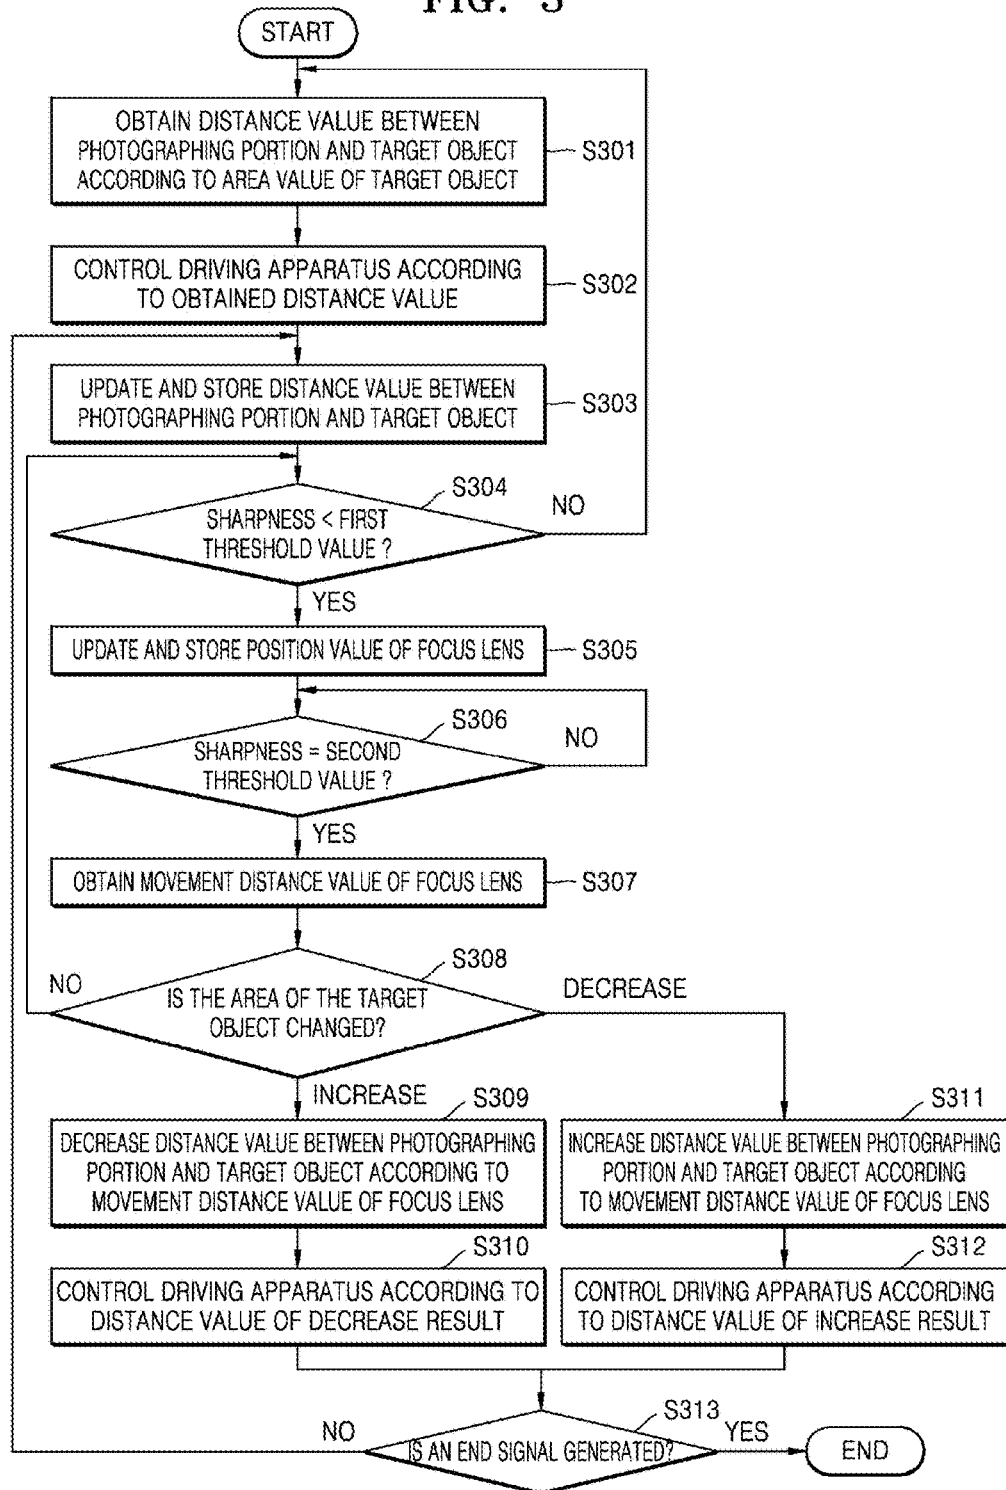 FIG. 3
START
OBTAIN DISTANCE VALUE BETWEEN
PHOTOGRAPHING PORTION AND TARGET OBJECT
ACCORDING TO AREA VALUE OF TARGET OBJECT
S301
CONTROL DRIVING APPARATUS ACCORDING
TO OBTAINED DISTANCE VALUE
S302
UPDATE AND STORE DISTANCE VALUE BETWEEN
PHOTOGRAPHING PORTION AND TARGET OBJECT
S303
S304
NO
SHARPNESS < FIRST
THRESHOLD VALUE ?
YES
UPDATE AND STORE POSITION VALUE OF FOCUS LENS
S305
S306
NO
SHARPNESS = SECOND
THRESHOLD VALUE ?
YES
OBTAIN MOVEMENT DISTANCE VALUE OF FOCUS LENS
S307
S308
NO
DECREASE
IS THE AREA OF THE TARGET
OBJECT CHANGED?
INCREASE
S309
DECREASE DISTANCE VALUE BETWEEN PHOTOGRAPHING
PORTION AND TARGET OBJECT ACCORDING TO
MOVEMENT DISTANCE VALUE OF FOCUS LENS
S311
INCREASE DISTANCE VALUE BETWEEN PHOTOGRAPHING
PORTION AND TARGET OBJECT ACCORDING
TO MOVEMENT DISTANCE VALUE OF FOCUS LENS
S310
CONTROL DRIVING APPARATUS ACCORDING TO
DISTANCE VALUE OF DECREASE RESULT
S312
CONTROL DRIVING APPARATUS ACCORDING
TO DISTANCE VALUE OF INCREASE RESULT
S313
NO
IS AN END SIGNAL GENERATED?
YES
END